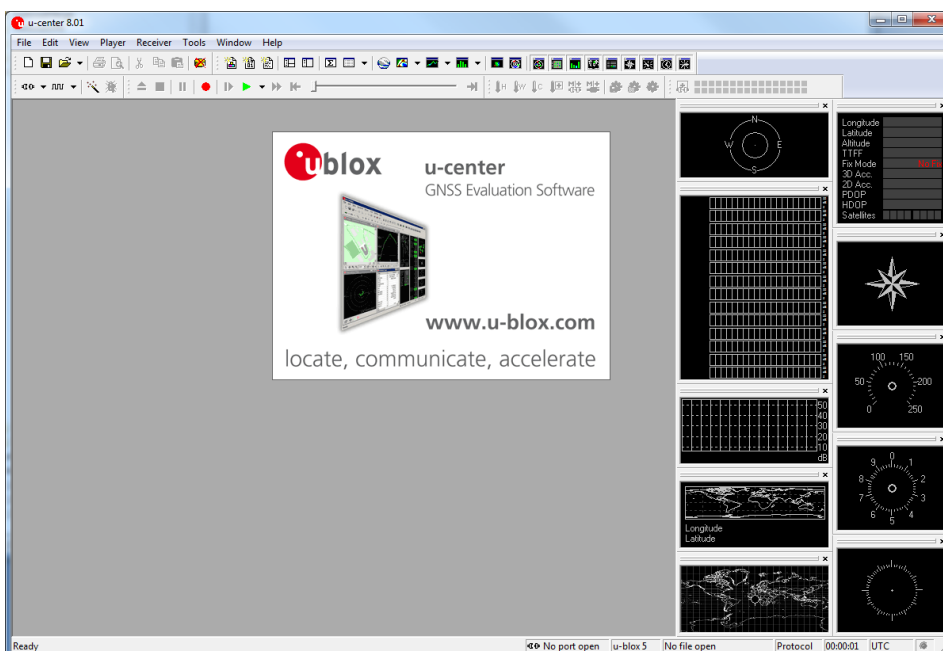 u-center 8.01
File Edit View Player Receiver Tools Window Help
ublox
u-center
GNSS Evaluation Software
www.u-blox.com
locate, communicate, accelerate
N
W E
S
50
40
30
20
10
dB
Longitude
Latitude
Longitude
Latitude
Altitude
TTFF
Fix Mode
3D Acc.
2D Acc.
PDOP
HDOP
Satellites
100 150
50 200
0 250
0
9 1
8 2
7 3
6 4
5
Ready No port open u-blox 5 No file open Protocol 00:00:01 UTC